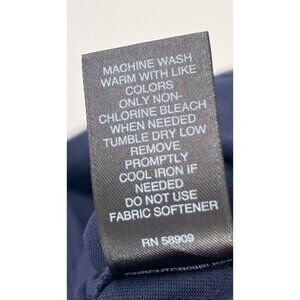 MACHINE WASH
WARM WITH LIKE
COLORS
ONLY NON-
CHLORINE BLEACH
WHEN NEEDED
TUMBLE DRY LOW
REMOVE
PROMPTLY
COOL IRON IF
NEEDED
DO NOT USE
FABRIC SOFTENER
RN 58909